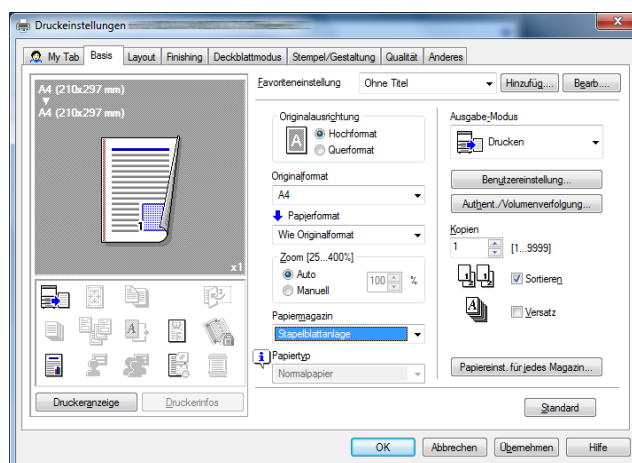 Druckeinstellungen
My Tab Basis Layout Finishing Deckblattmodus Stempel/Gestaltung Qualität Anderes
A4 (210x297 mm)
A4 (210x297 mm)
1
x1
Druckeranzeige
Druckerinfos
Favoriteneinstellung
Ohne Titel
Hinzufüg....
Bearb....
Originalausrichtung
A
Hochformat
Querformat
Originalformat
A4
Papierformat
Wie Originalformat
Zoom [25...400%]
Auto
Manuell
100
%
Papiermagazin
Stapelblattanlage
Papiertyp
Normalpapier
Ausgabe-Modus
Drucken
Benutzereinstellung...
Authent./Volumenverfolgung...
Kopien
1
[1...9999]
Sortieren
Versatz
Papiereinst. für jedes Magazin...
Standard
OK
Abbrechen
Übernehmen
Hilfe